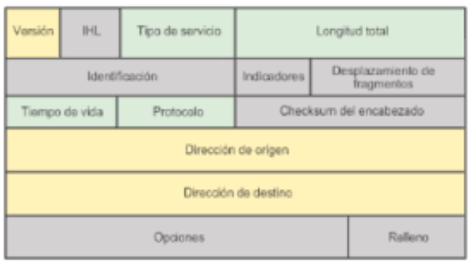 Versión IHL Tipo de servicio Longitud total
Identificación Indicadores Desplazamiento de
fragmentos
Tiempo de vida Protocolo Checksum del encabezado
Dirección de origen
Dirección de destino
Opciones Relleno